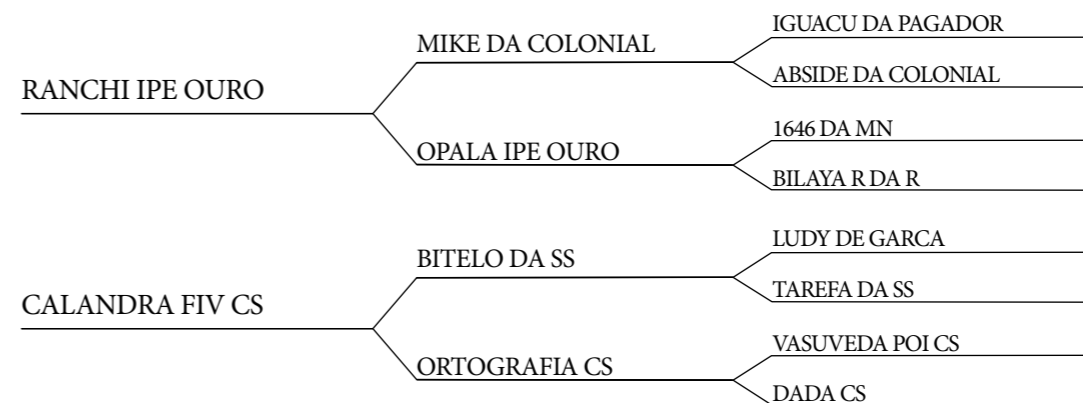 IGUACU DA PAGADOR
MIKE DA COLONIAL
ABSIDE DA COLONIAL
RANCHI IPE OURO
1646 DA MN
OPALA IPE OURO
BILAYA R DA R
LUDY DE GARCA
BITELO DA SS
TAREFA DA SS
CALANDRA FIV CS
VASUVEDA POI CS
ORTOGRAFIA CS
DADA CS